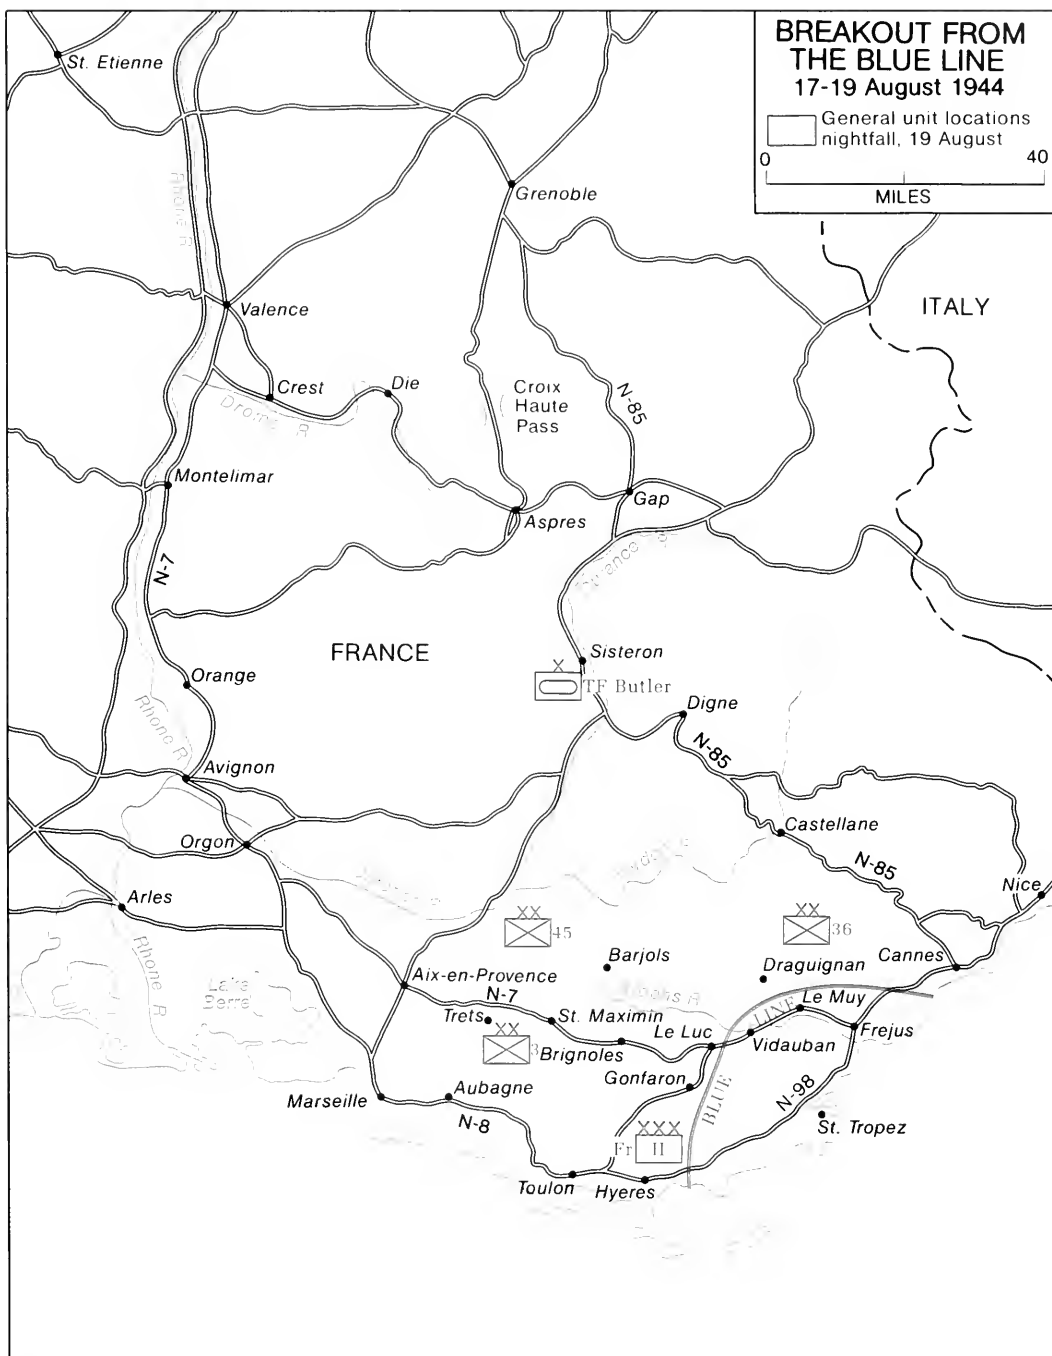 BREAKOUT FROM
THE BLUE LINE
17-19 August 1944
General unit locations
nightfall, 19 August
0
40
MILES
St. Etienne
Rhone R
Grenoble
Valence
ITALY
Crest
Die
Drome R
Croix
Haute
Pass
N-85
Montelimar
Gap
Aspres
N-7
Durance
FRANCE
Sisteron
TF Butler
Orange
Digne
Rhone R
N-85
Avignon
Castellane
Orgon
N-85
Nice
Arles
45
36
Rhone R
Barjols
Draguignan
Cannes
Aix-en-Provence
N-7
R
Le Muy
LINE
Trets
St. Maximin
Le Luc
Frejus
3
Brignoles
Vidauban
Gonfaron
BLUE
N-98
Marseille
Aubagne
N-8
St. Tropez
Fr
II
Toulon
Hyeres